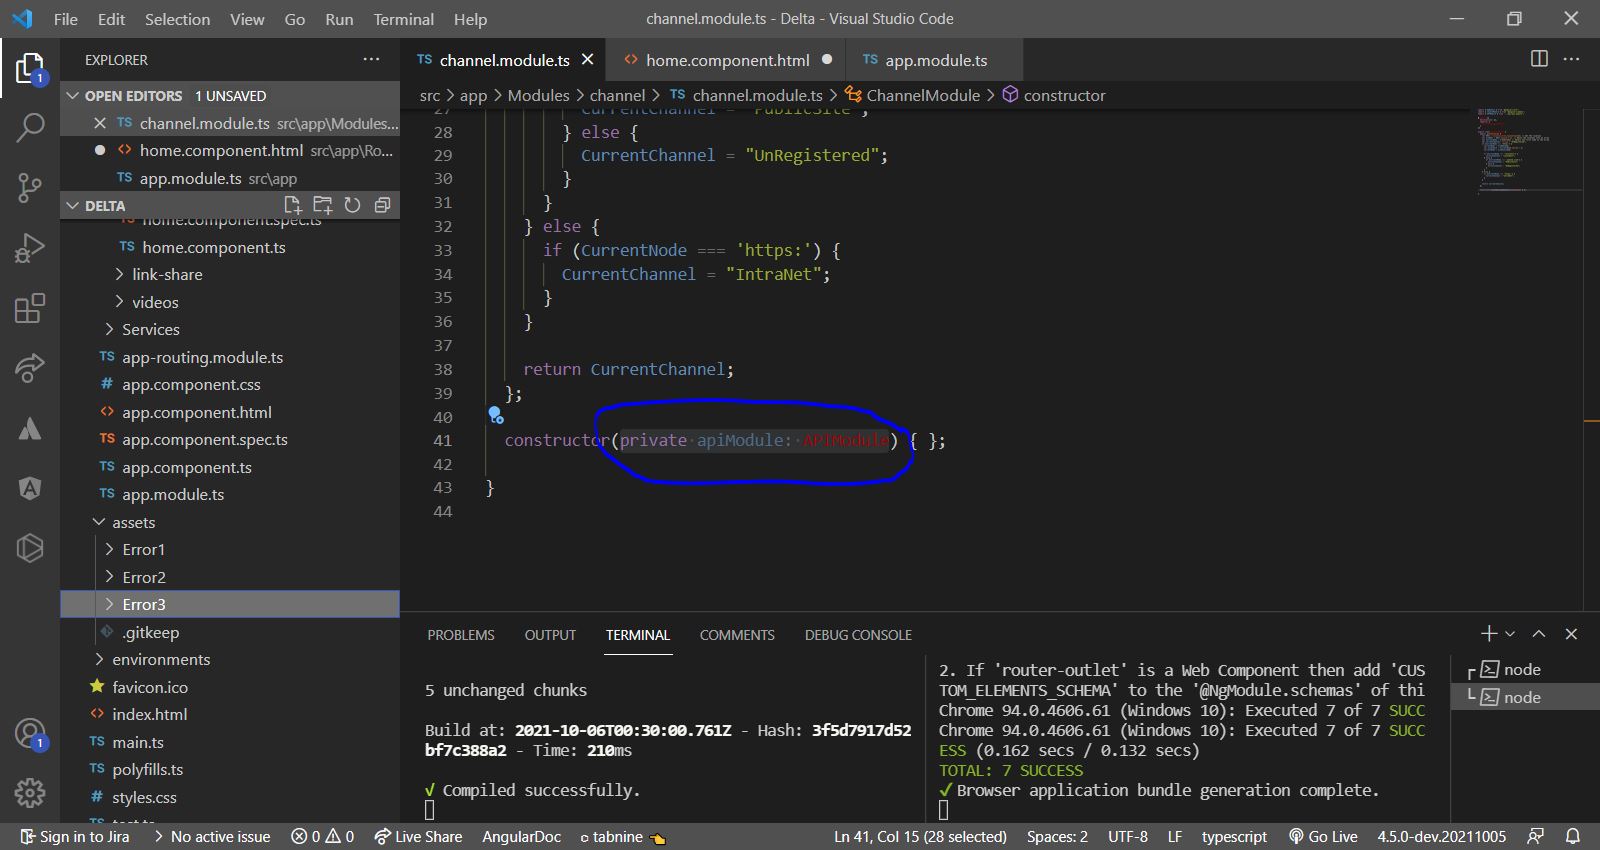 File Edit Selection View Go Run Terminal Help
channel.module.ts - Delta - Visual Studio Code
EXPLORER
1
OPEN EDITORS 1 UNSAVED
channel.module.ts src\app\Modules...
home.component.html src\app\Ro...
TS app.module.ts src\app
DELTA
home.component.spec.ts
TS home.component.ts
link-share
videos
Services
TS app-routing.module.ts
# app.component.css
<> app.component.html
TS app.component.spec.ts
TS app.component.ts
TS app.module.ts
assets
Error1
Error2
Error3
.gitkeep
environments
favicon.ico
<> index.html
TS main.ts
TS polyfills.ts
# styles.css
TS test.ts
1
TS channel.module.ts
<> home.component.html
TS app.module.ts
src > app > Modules > channel > TS channel.module.ts > ChannelModule > constructor
27 CurrentChannel = "PublicSite";
28 } else {
29 CurrentChannel = "UnRegistered";
30 }
31 }
32 } else {
33 if (CurrentNode === 'https:') {
34 CurrentChannel = "IntraNet";
35 }
36 }
37
38 return CurrentChannel;
39 };
40
41 constructor(private apiModule: APIModule) { };
42
43 }
44
PROBLEMS OUTPUT TERMINAL COMMENTS DEBUG CONSOLE
5 unchanged chunks
Build at: 2021-10-06T00:30:00.761Z - Hash: 3f5d7917d52
bf7c388a2 - Time: 210ms
√ Compiled successfully.
2. If 'router-outlet' is a Web Component then add 'CUS
TOM_ELEMENTS_SCHEMA' to the '@NgModule.schemas' of thi
Chrome 94.0.4606.61 (Windows 10): Executed 7 of 7 SUCC
Chrome 94.0.4606.61 (Windows 10): Executed 7 of 7 SUCC
ESS (0.162 secs / 0.132 secs)
TOTAL: 7 SUCCESS
✓ Browser application bundle generation complete.
node
node
Sign in to Jira No active issue 0 0 Live Share AngularDoc tabnine Ln 41, Col 15 (28 selected) Spaces: 2 UTF-8 LF typescript Go Live 4.5.0-dev.20211005